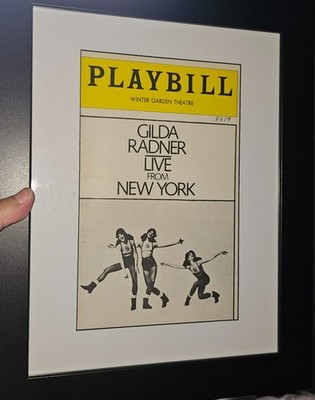 PLAYBILL
WINTER GARDEN THEATRE
GILDA
RADNER
LIVE
FROM
NEW YORK